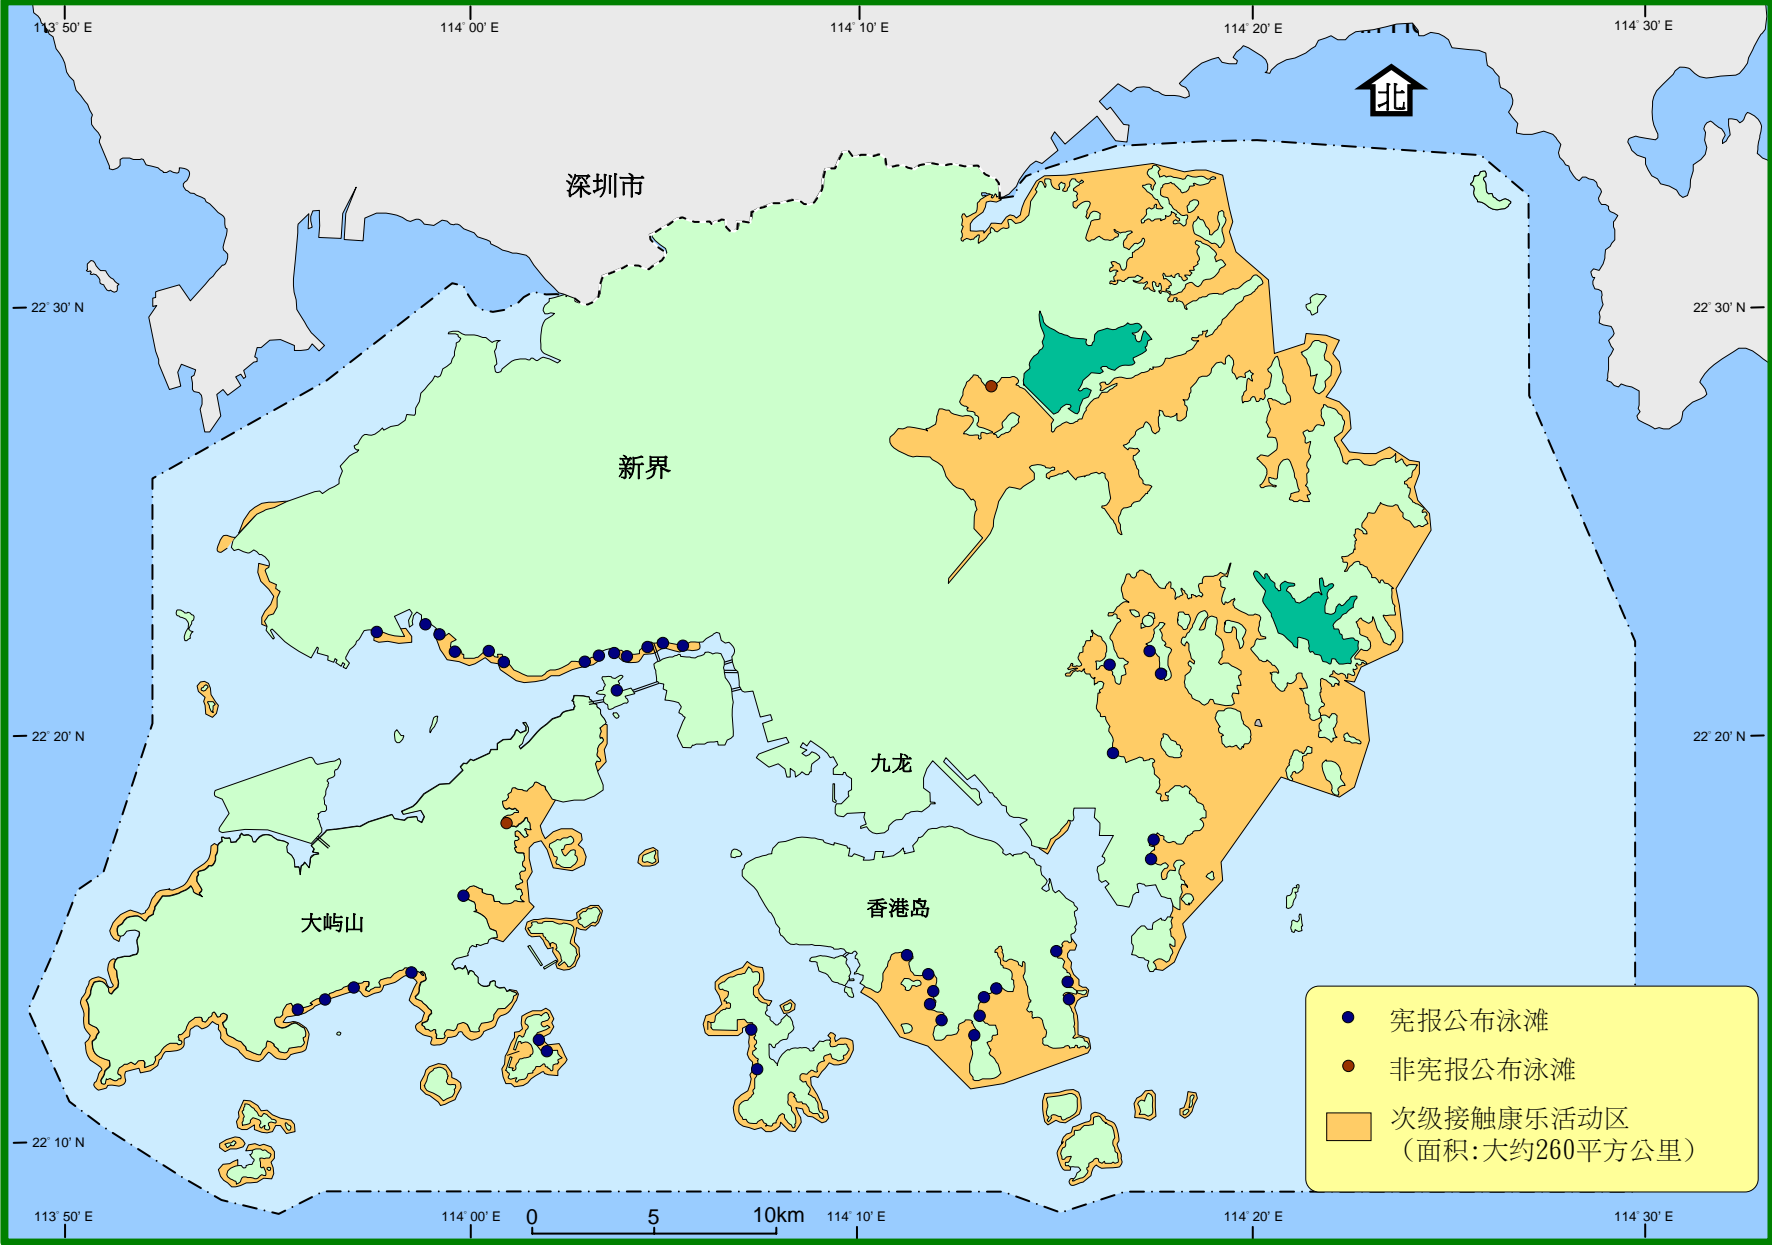 113° 50' E
114° 00' E
114° 10' E
114° 20' E
114° 30' E
北
深圳市
22° 30' N
22° 30' N
新界
22° 20' N
22° 20' N
九龙
香港岛
大屿山
宪报公布泳滩
非宪报公布泳滩
次级接触康乐活动区
（面积:大约260平方公里）
22° 10' N
113° 50' E
114° 00' E
0
5
10km
114° 10' E
114° 20' E
114° 30' E